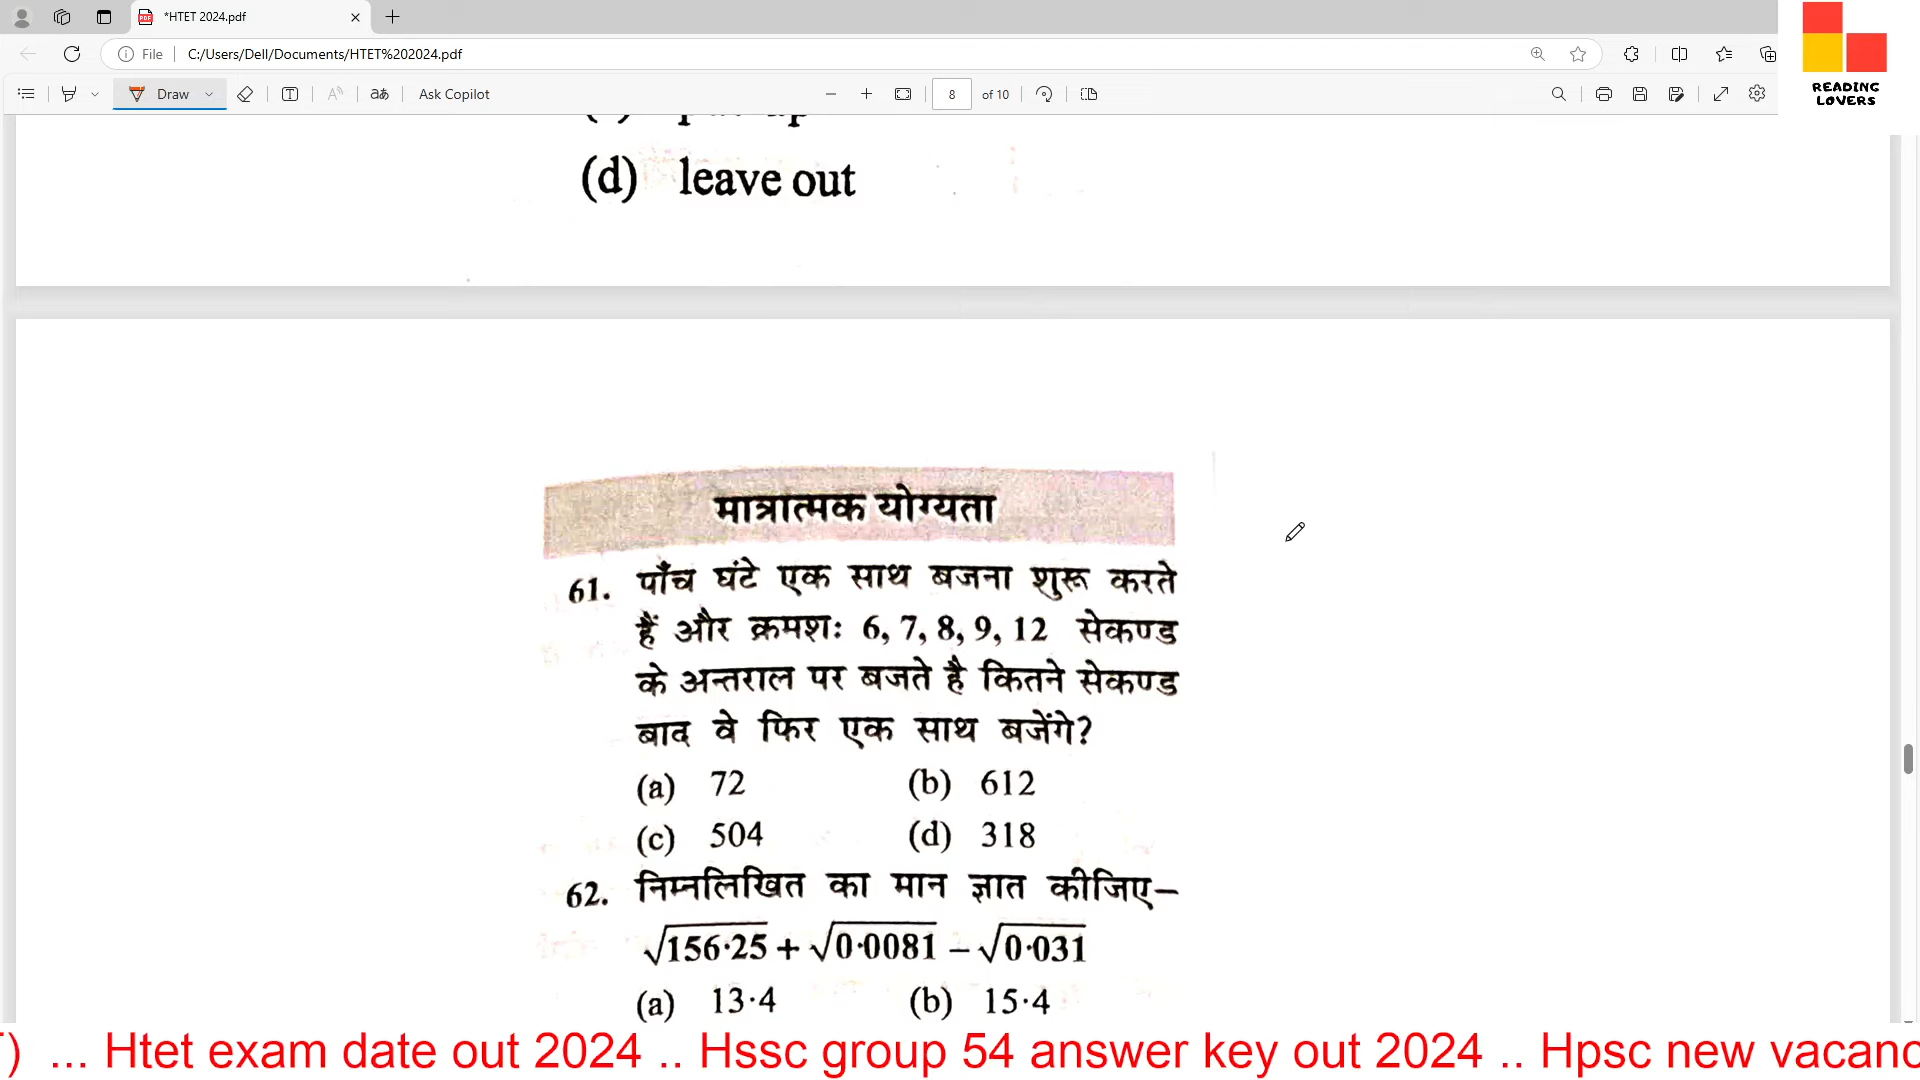 *HTET 2024.pdf
File C:/Users/Dell/Documents/HTET%202024.pdf
READING
LOVERS
Draw aあ Ask Copilot 8 of 10
(d) leave out
मात्रात्मक योग्यता
61. पाँच घंटे एक साथ बजना शुरू करते
हैं और क्रमशः 6, 7, 8, 9, 12 सेकण्ड
के अन्तराल पर बजते है कितने सेकण्ड
बाद वे फिर एक साथ बजेंगे?
(a) 72 (b) 612
(c) 504 (d) 318
62. निम्नलिखित का मान ज्ञात कीजिए–
√156·25 + √0·0081 – √0·031
(a) 13·4 (b) 15·4
) ... Htet exam date out 2024 .. Hssc group 54 answer key out 2024 .. Hpsc new vacanc